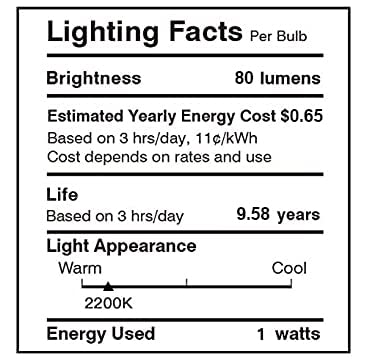 Lighting Facts Per Bulb
Brightness 80 lumens
Estimated Yearly Energy Cost $0.65
Based on 3 hrs/day, 11¢/kWh
Cost depends on rates and use
Life
Based on 3 hrs/day 9.58 years
Light Appearance
Warm Cool
2200K
Energy Used 1 watts